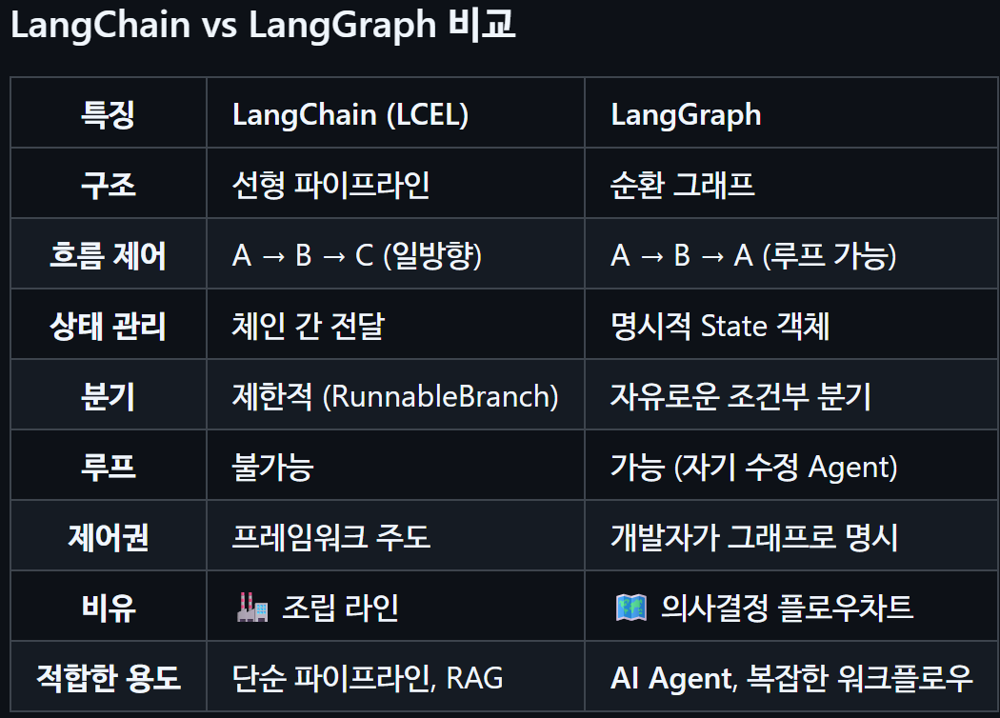 LangChain vs LangGraph 비교
특징 LangChain (LCEL) LangGraph
구조 선형 파이프라인 순환 그래프
흐름 제어 A → B → C (일방향) A → B → A (루프 가능)
상태 관리 체인 간 전달 명시적 State 객체
분기 제한적 (RunnableBranch) 자유로운 조건부 분기
루프 불가능 가능 (자기 수정 Agent)
제어권 프레임워크 주도 개발자가 그래프로 명시
비유 🏭 조립 라인 🗺️ 의사결정 플로우차트
적합한 용도 단순 파이프라인, RAG AI Agent, 복잡한 워크플로우